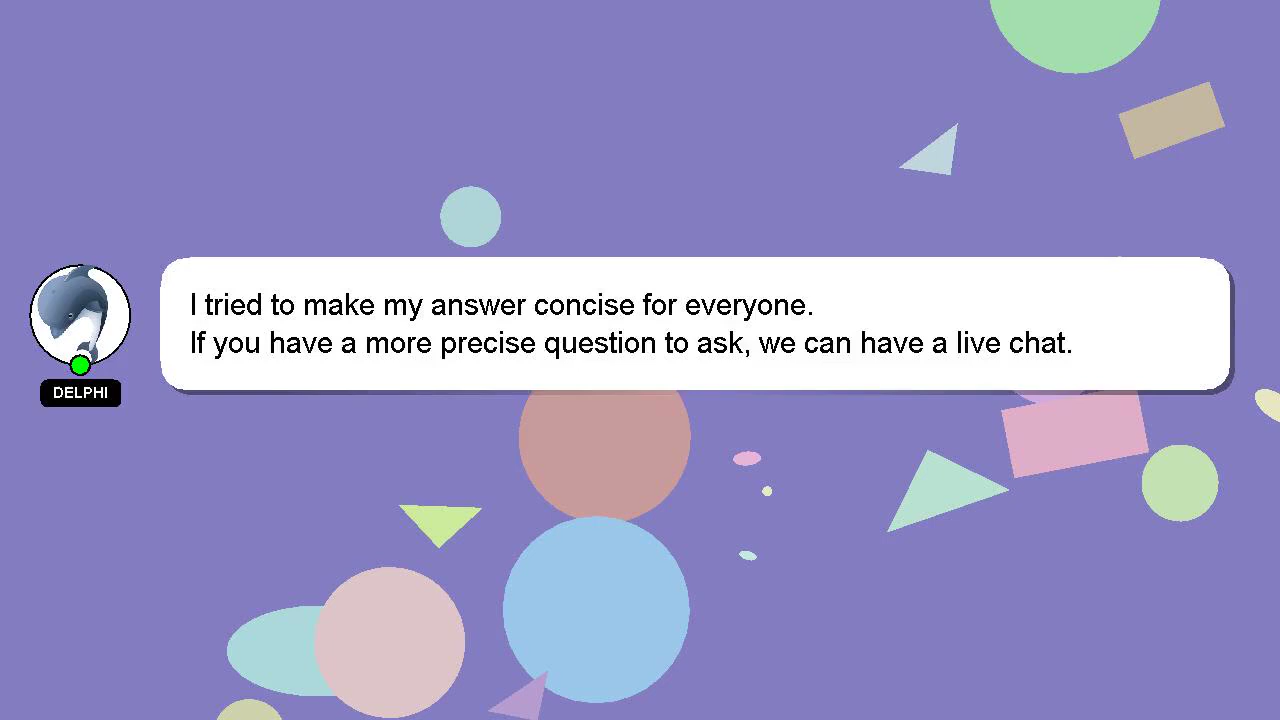 I tried to make my answer concise for everyone.
If you have a more precise question to ask, we can have a live chat.
DELPHI